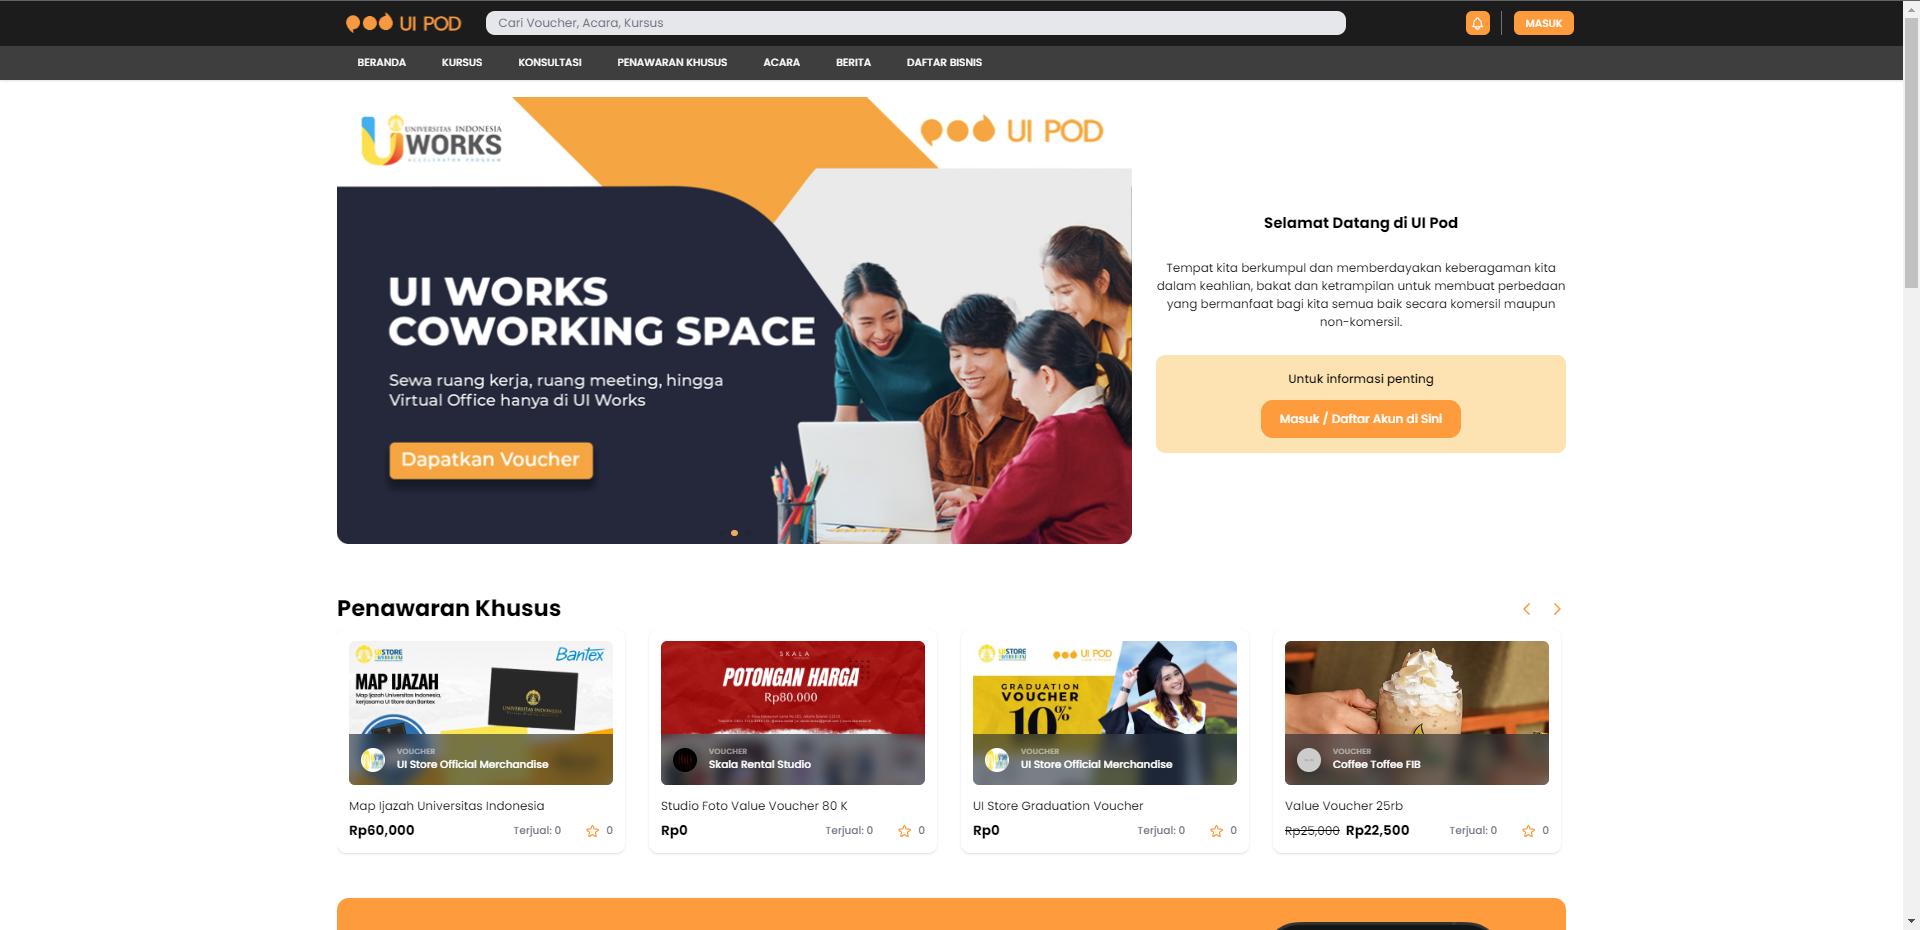 UI POD
Cari Voucher, Acara, Kursus
MASUK
BERANDA
KURSUS
KONSULTASI
PENAWARAN KHUSUS
ACARA
BERITA
DAFTAR BISNIS
UNIVERSITAS INDONESIA
UI WORKS
ACCELERATOR PROGRAM
UI POD
UI WORKS
COWORKING SPACE
Sewa ruang kerja, ruang meeting, hingga
Virtual Office hanya di UI Works
Dapatkan Voucher
Selamat Datang di UI Pod
Tempat kita berkumpul dan memberdayakan keberagaman kita
dalam keahlian, bakat dan ketrampilan untuk membuat perbedaan
yang bermanfaat bagi kita semua baik secara komersil maupun
non-komersil.
Untuk informasi penting
Masuk / Daftar Akun di Sini
Penawaran Khusus
UI STORE
Bantex
MAP IJAZAH
Map Ijazah Universitas Indonesia,
kerjasama UI Store dan Bantex
UNIVERSITAS INDONESIA
VOUCHER
UI Store Official Merchandise
Map Ijazah Universitas Indonesia
Rp60,000
Terjual: 0
0
SKALA
POTONGAN HARGA
Rp80.000
VOUCHER
Skala Rental Studio
Studio Foto Value Voucher 80 K
Rp0
Terjual: 0
0
UI STORE
UI POD
GRADUATION
VOUCHER
10%*
VOUCHER
UI Store Official Merchandise
UI Store Graduation Voucher
Rp0
Terjual: 0
0
VOUCHER
Coffee Toffee FIB
Value Voucher 25rb
Rp25,000 Rp22,500
Terjual: 0
0